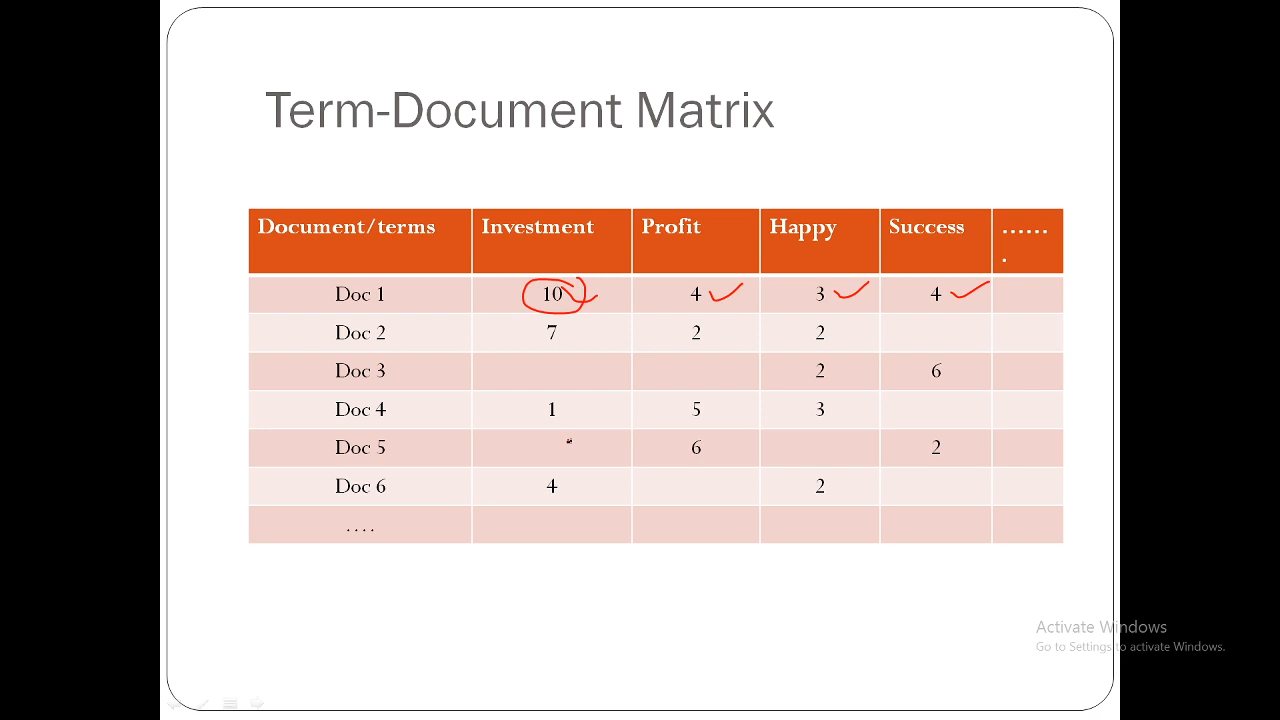 Term-Document Matrix
Document/terms Investment Profit Happy Success ……
.
Doc 1 10 4 3 4
Doc 2 7 2 2
Doc 3 2 6
Doc 4 1 5 3
Doc 5 6 2
Doc 6 4 2
….
Activate Windows
Go to Settings to activate Windows.